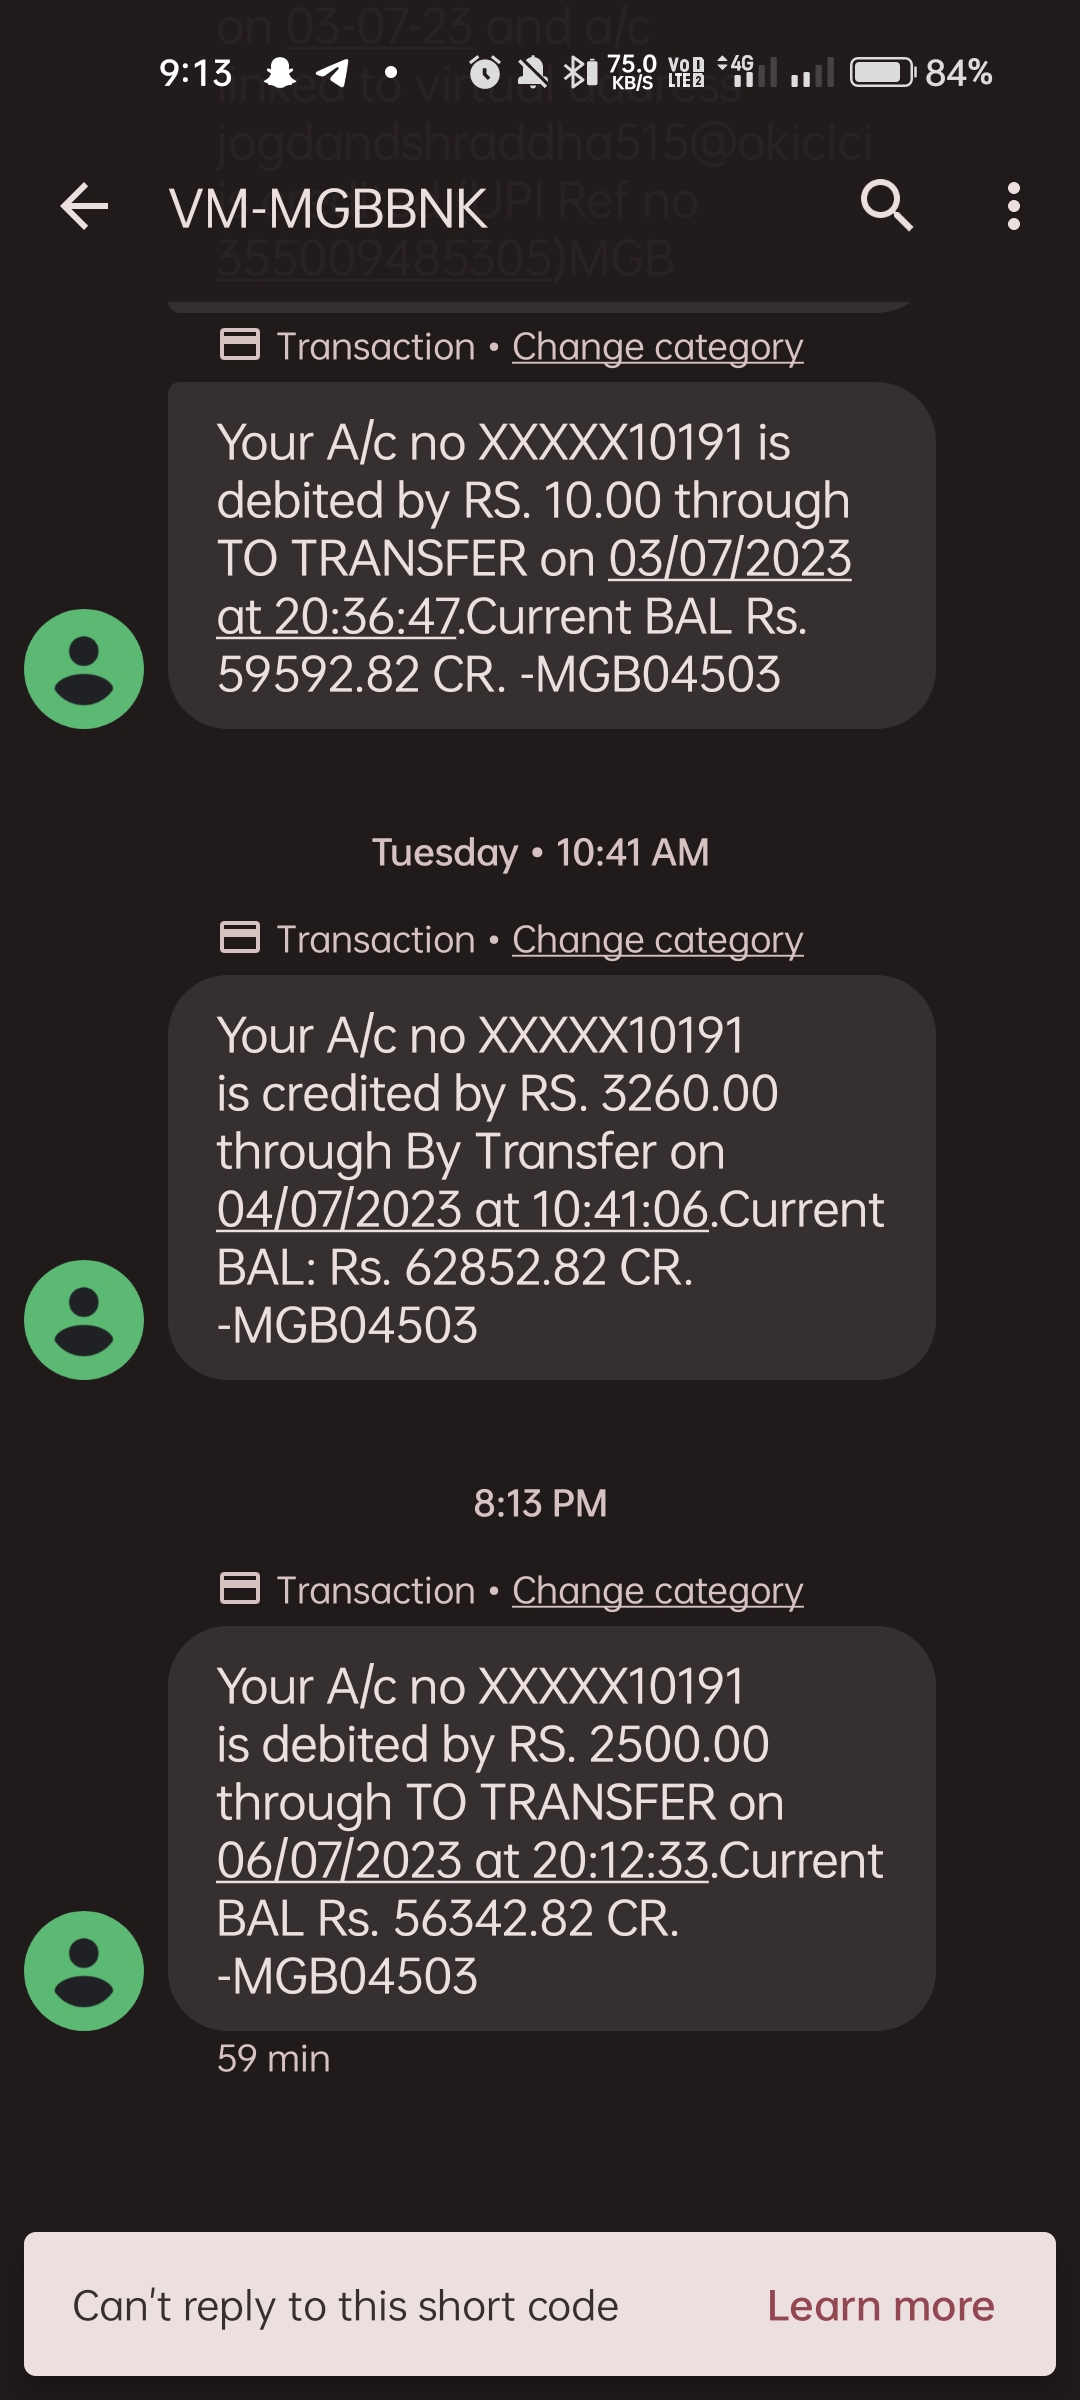 on 03-07-23 and a/c
9:13
75.0
KB/S
VoD
LTE2
4G
84%
linked to virtual address
jogdandshraddha515@okicici
VM-MGBBNK
UPI Ref no
355009485305)MGB
Transaction • Change category
Your A/c no XXXXX10191 is
debited by RS. 10.00 through
TO TRANSFER on 03/07/2023
at 20:36:47.Current BAL Rs.
59592.82 CR. -MGB04503
Tuesday • 10:41 AM
Transaction • Change category
Your A/c no XXXXX10191
is credited by RS. 3260.00
through By Transfer on
04/07/2023 at 10:41:06.Current
BAL: Rs. 62852.82 CR.
-MGB04503
8:13 PM
Transaction • Change category
Your A/c no XXXXX10191
is debited by RS. 2500.00
through TO TRANSFER on
06/07/2023 at 20:12:33.Current
BAL Rs. 56342.82 CR.
-MGB04503
59 min
Can't reply to this short code
Learn more